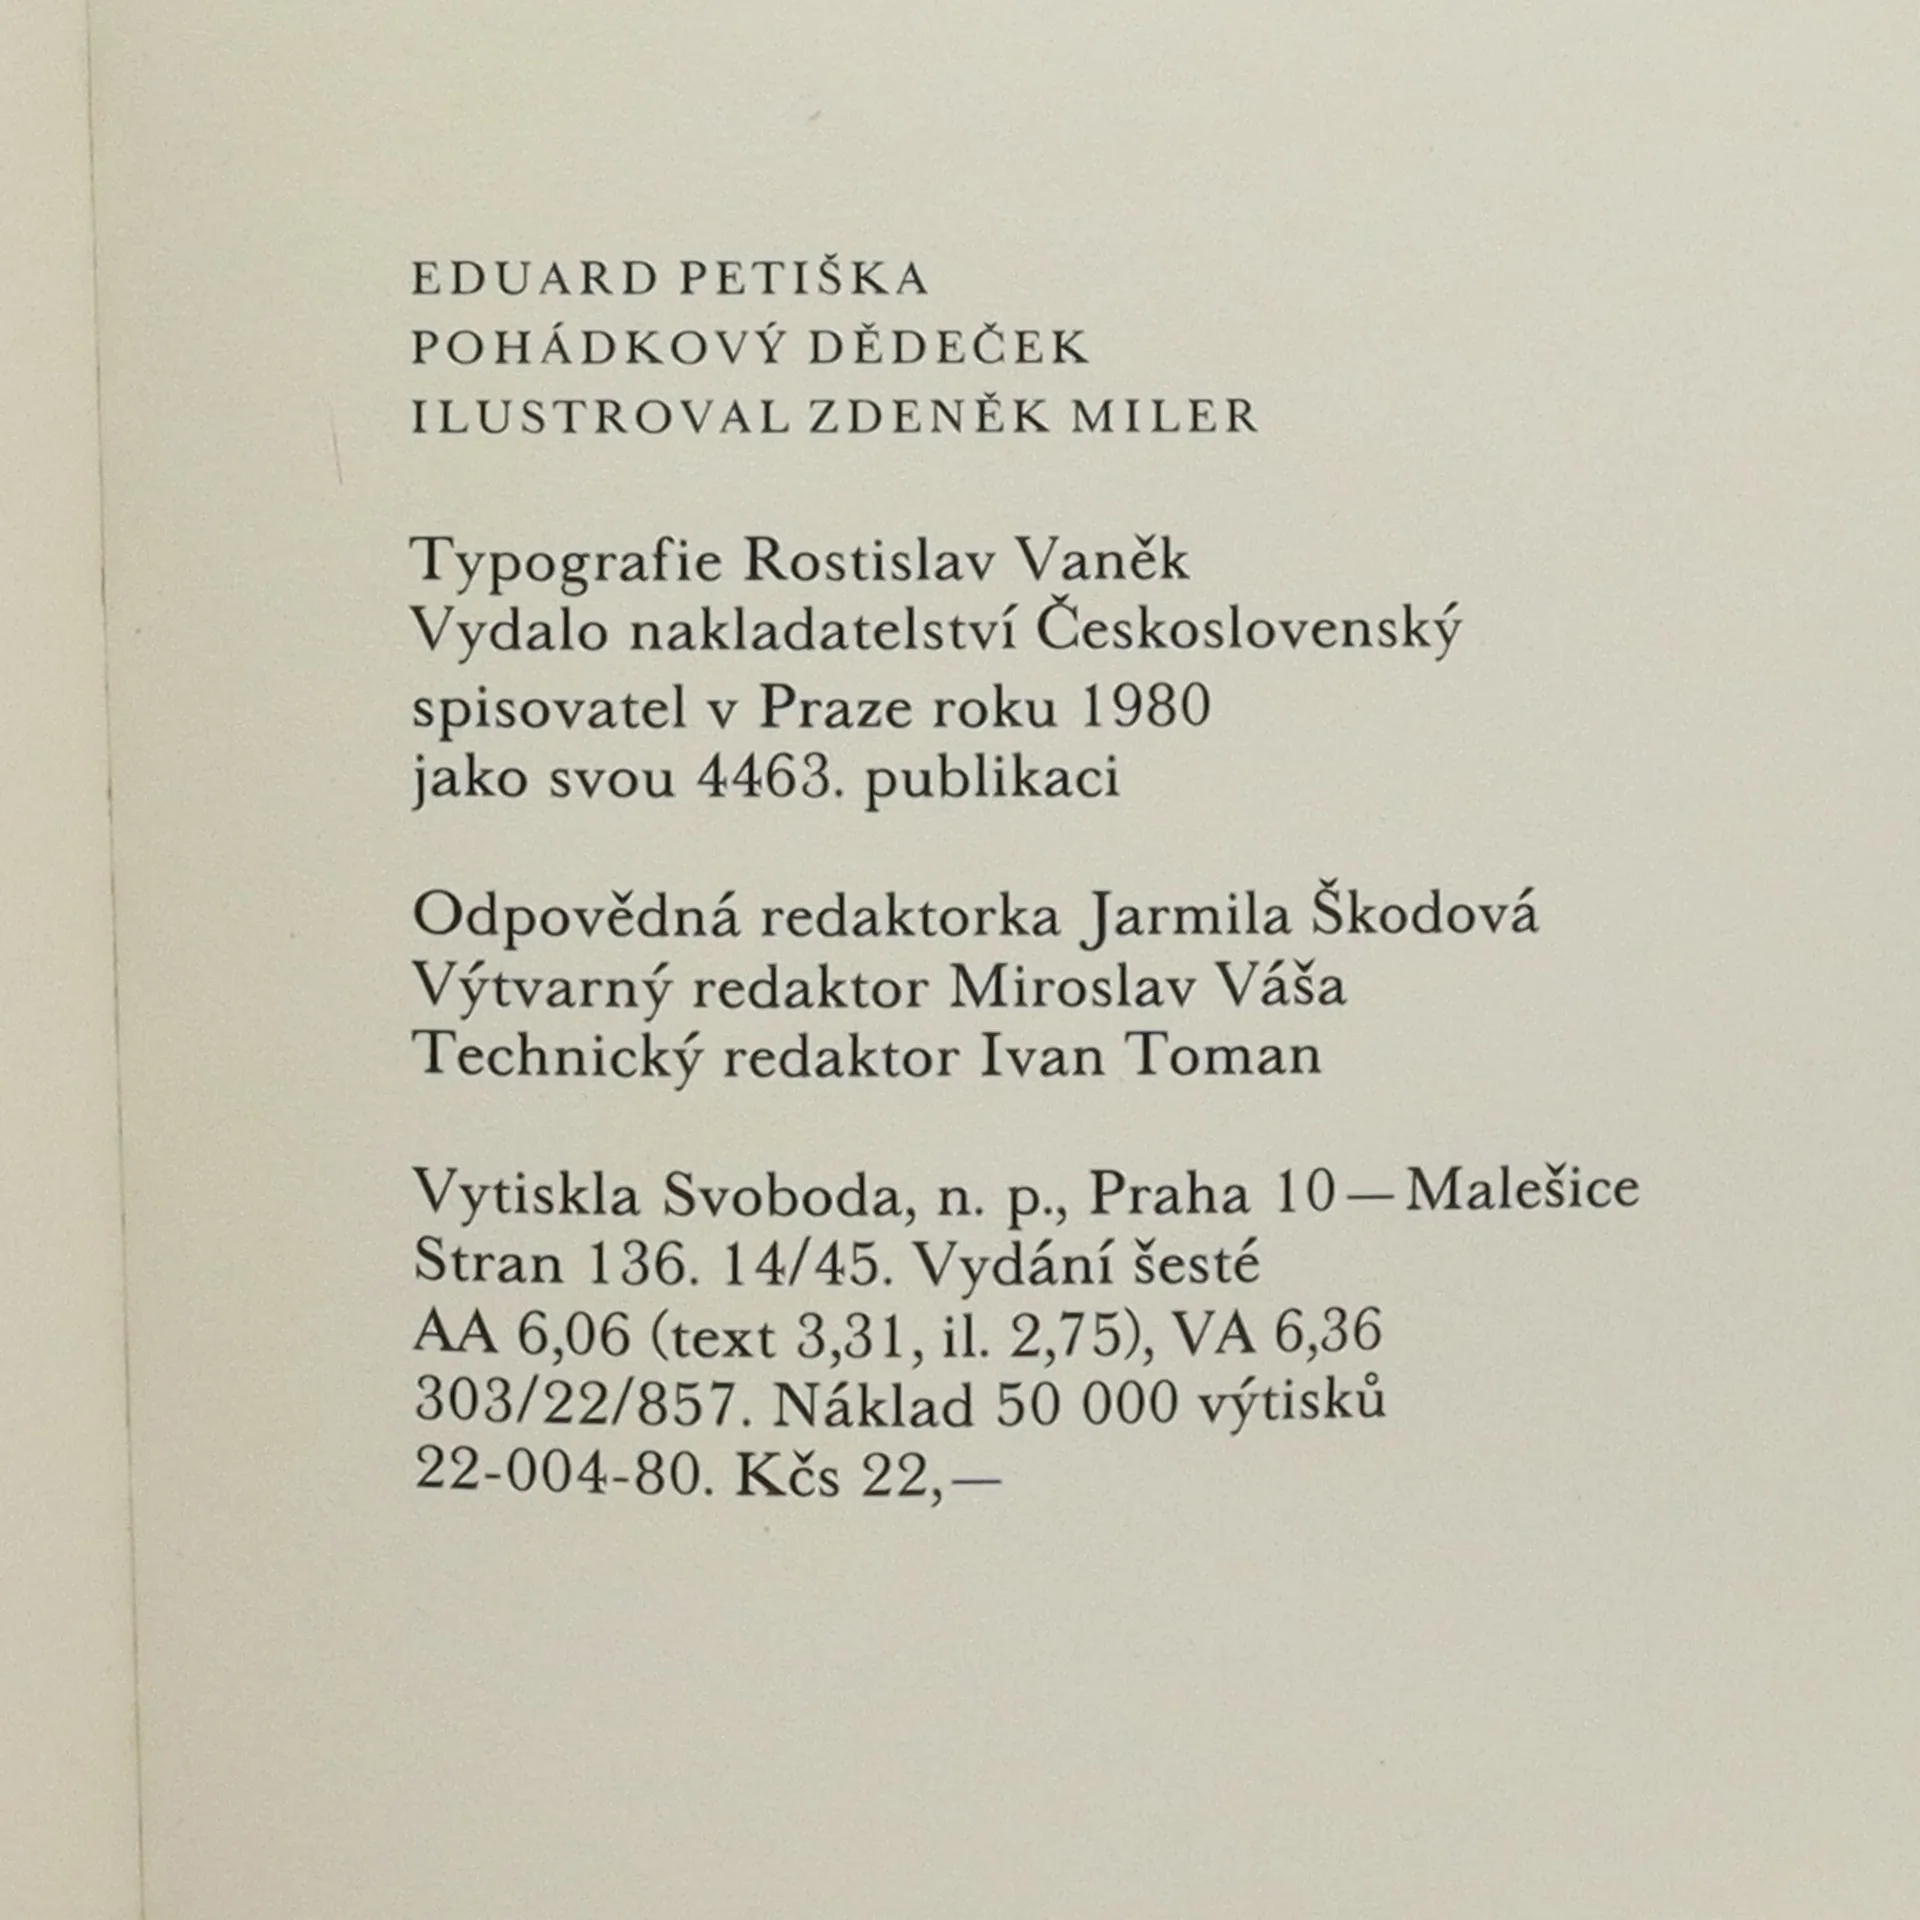 EDUARD PETIŠKA
POHÁDKOVÝ DĚDEČEK
ILUSTROVAL ZDENĚK MILER
Typografie Rostislav Vaněk
Vydalo nakladatelství Československý
spisovatel v Praze roku 1980
jako svou 4463. publikaci
Odpovědná redaktorka Jarmila Škodová
Výtvarný redaktor Miroslav Váša
Technický redaktor Ivan Toman
Vytiskla Svoboda, n. p., Praha 10 — Malešice
Stran 136. 14/45. Vydání šesté
AA 6,06 (text 3,31, il. 2,75), VA 6,36
303/22/857. Náklad 50 000 výtisků
22-004-80. Kčs 22,—